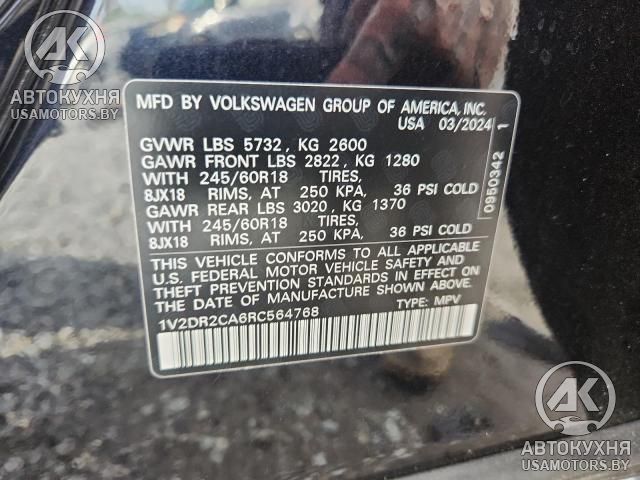 AK
АВТОКУХНЯ
USAMOTORS.BY
MFD BY VOLKSWAGEN GROUP OF AMERICA, INC.
USA 03/2024
1
GVWR LBS 5732, KG 2600
GAWR FRONT LBS 2822, KG 1280
WITH 245/60R18 TIRES,
8JX18 RIMS, AT 250 KPA, 36 PSI COLD
GAWR REAR LBS 3020, KG 1370
WITH 245/60R18 TIRES,
8JX18 RIMS, AT 250 KPA, 36 PSI COLD
0950342
THIS VEHICLE CONFORMS TO ALL APPLICABLE
U.S. FEDERAL MOTOR VEHICLE SAFETY AND
THEFT PREVENTION STANDARDS IN EFFECT ON
THE DATE OF MANUFACTURE SHOWN ABOVE.
1V2DR2CA6RC564768 TYPE: MPV
AK
АВТОКУХНЯ
USAMOTORS.BY